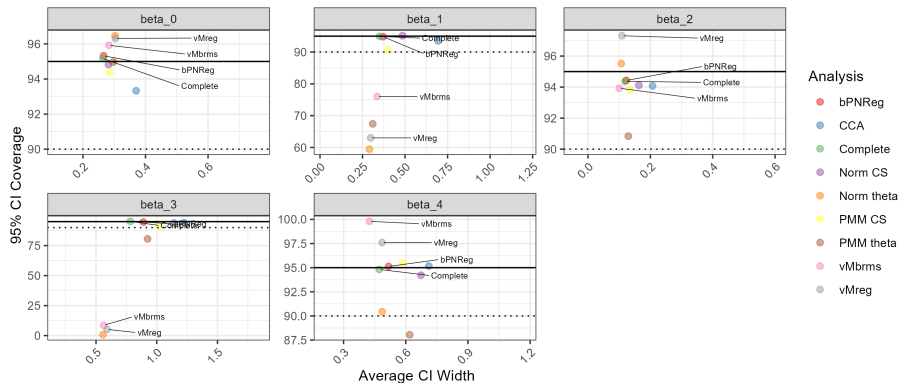 beta_0
beta_1
beta_2
96
94
92
90
vMreg
vMbrms
bPNReg
Complete
0.2
0.4
0.6
90
80
70
60
Complete
bPNReg
vMbrms
vMreg
0.00
0.25
0.50
0.75
1.00
1.25
96
94
92
90
vMreg
bPNReg
Complete
vMbrms
0.0
0.2
0.4
0.6
95% CI Coverage
beta_3
beta_4
75
50
25
0
Complete
bPNReg
vMbrms
vMreg
0.5
1.0
1.5
100.0
97.5
95.0
92.5
90.0
87.5
vMbrms
vMreg
bPNReg
Complete
0.3
0.6
0.9
1.2
Average CI Width
Analysis
bPNReg
CCA
Complete
Norm CS
Norm theta
PMM CS
PMM theta
vMbrms
vMreg